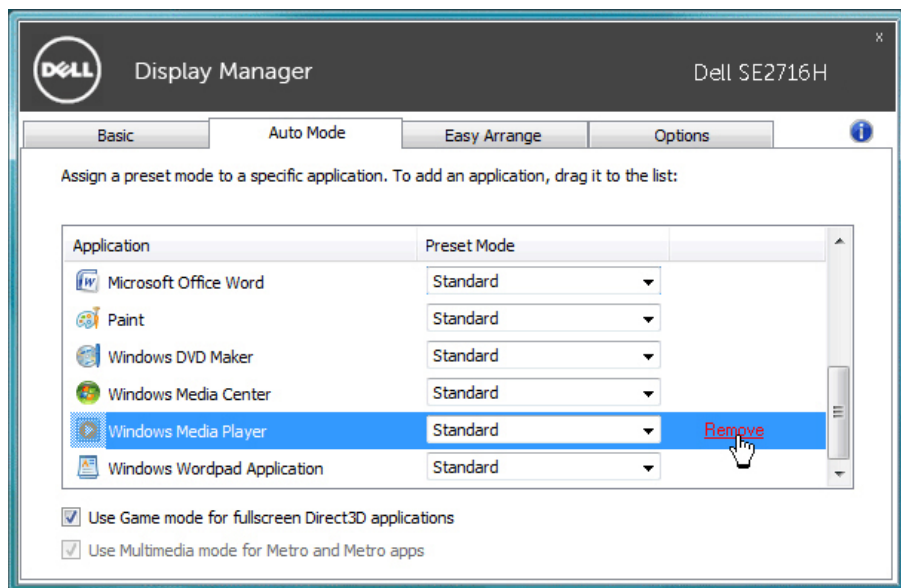 DELL
Display Manager
Dell SE2716H
x
Basic Auto Mode Easy Arrange Options i
Assign a preset mode to a specific application. To add an application, drag it to the list:
Application Preset Mode
Microsoft Office Word Standard
Paint Standard
Windows DVD Maker Standard
Windows Media Center Standard
Windows Media Player Standard Remove
Windows Wordpad Application Standard
Use Game mode for fullscreen Direct3D applications
Use Multimedia mode for Metro and Metro apps